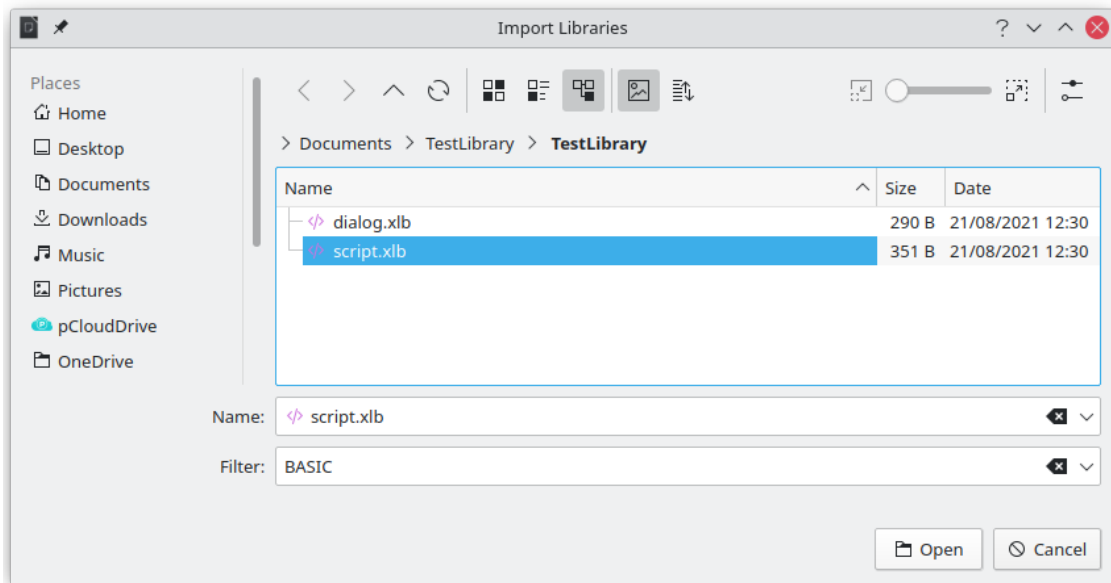 Import Libraries
Places
Home
Desktop
Documents
Downloads
Music
Pictures
pCloudDrive
OneDrive
> Documents > TestLibrary > TestLibrary
Name Size Date
dialog.xlb 290 B 21/08/2021 12:30
script.xlb 351 B 21/08/2021 12:30
Name: script.xlb
Filter: BASIC
Open Cancel